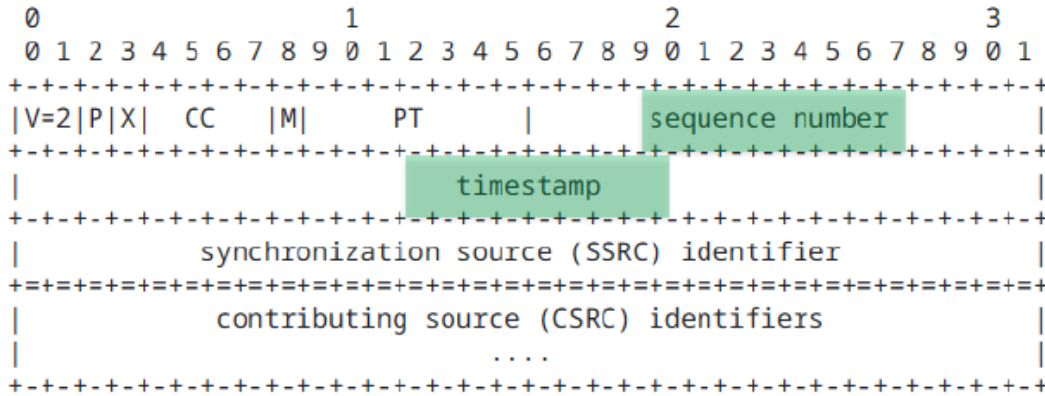 0                   1                   2                   3
0 1 2 3 4 5 6 7 8 9 0 1 2 3 4 5 6 7 8 9 0 1 2 3 4 5 6 7 8 9 0 1
+-+-+-+-+-+-+-+-+-+-+-+-+-+-+-+-+-+-+-+-+-+-+-+-+-+-+-+-+-+-+-+-+
|V=2|P|X|  CC   |M|     PT      |       sequence number         |
+-+-+-+-+-+-+-+-+-+-+-+-+-+-+-+-+-+-+-+-+-+-+-+-+-+-+-+-+-+-+-+-+
|                           timestamp                           |
+-+-+-+-+-+-+-+-+-+-+-+-+-+-+-+-+-+-+-+-+-+-+-+-+-+-+-+-+-+-+-+-+
|           synchronization source (SSRC) identifier            |
+=+=+=+=+=+=+=+=+=+=+=+=+=+=+=+=+=+=+=+=+=+=+=+=+=+=+=+=+=+=+=+=+
|            contributing source (CSRC) identifiers             |
|                             ....                              |
+-+-+-+-+-+-+-+-+-+-+-+-+-+-+-+-+-+-+-+-+-+-+-+-+-+-+-+-+-+-+-+-+